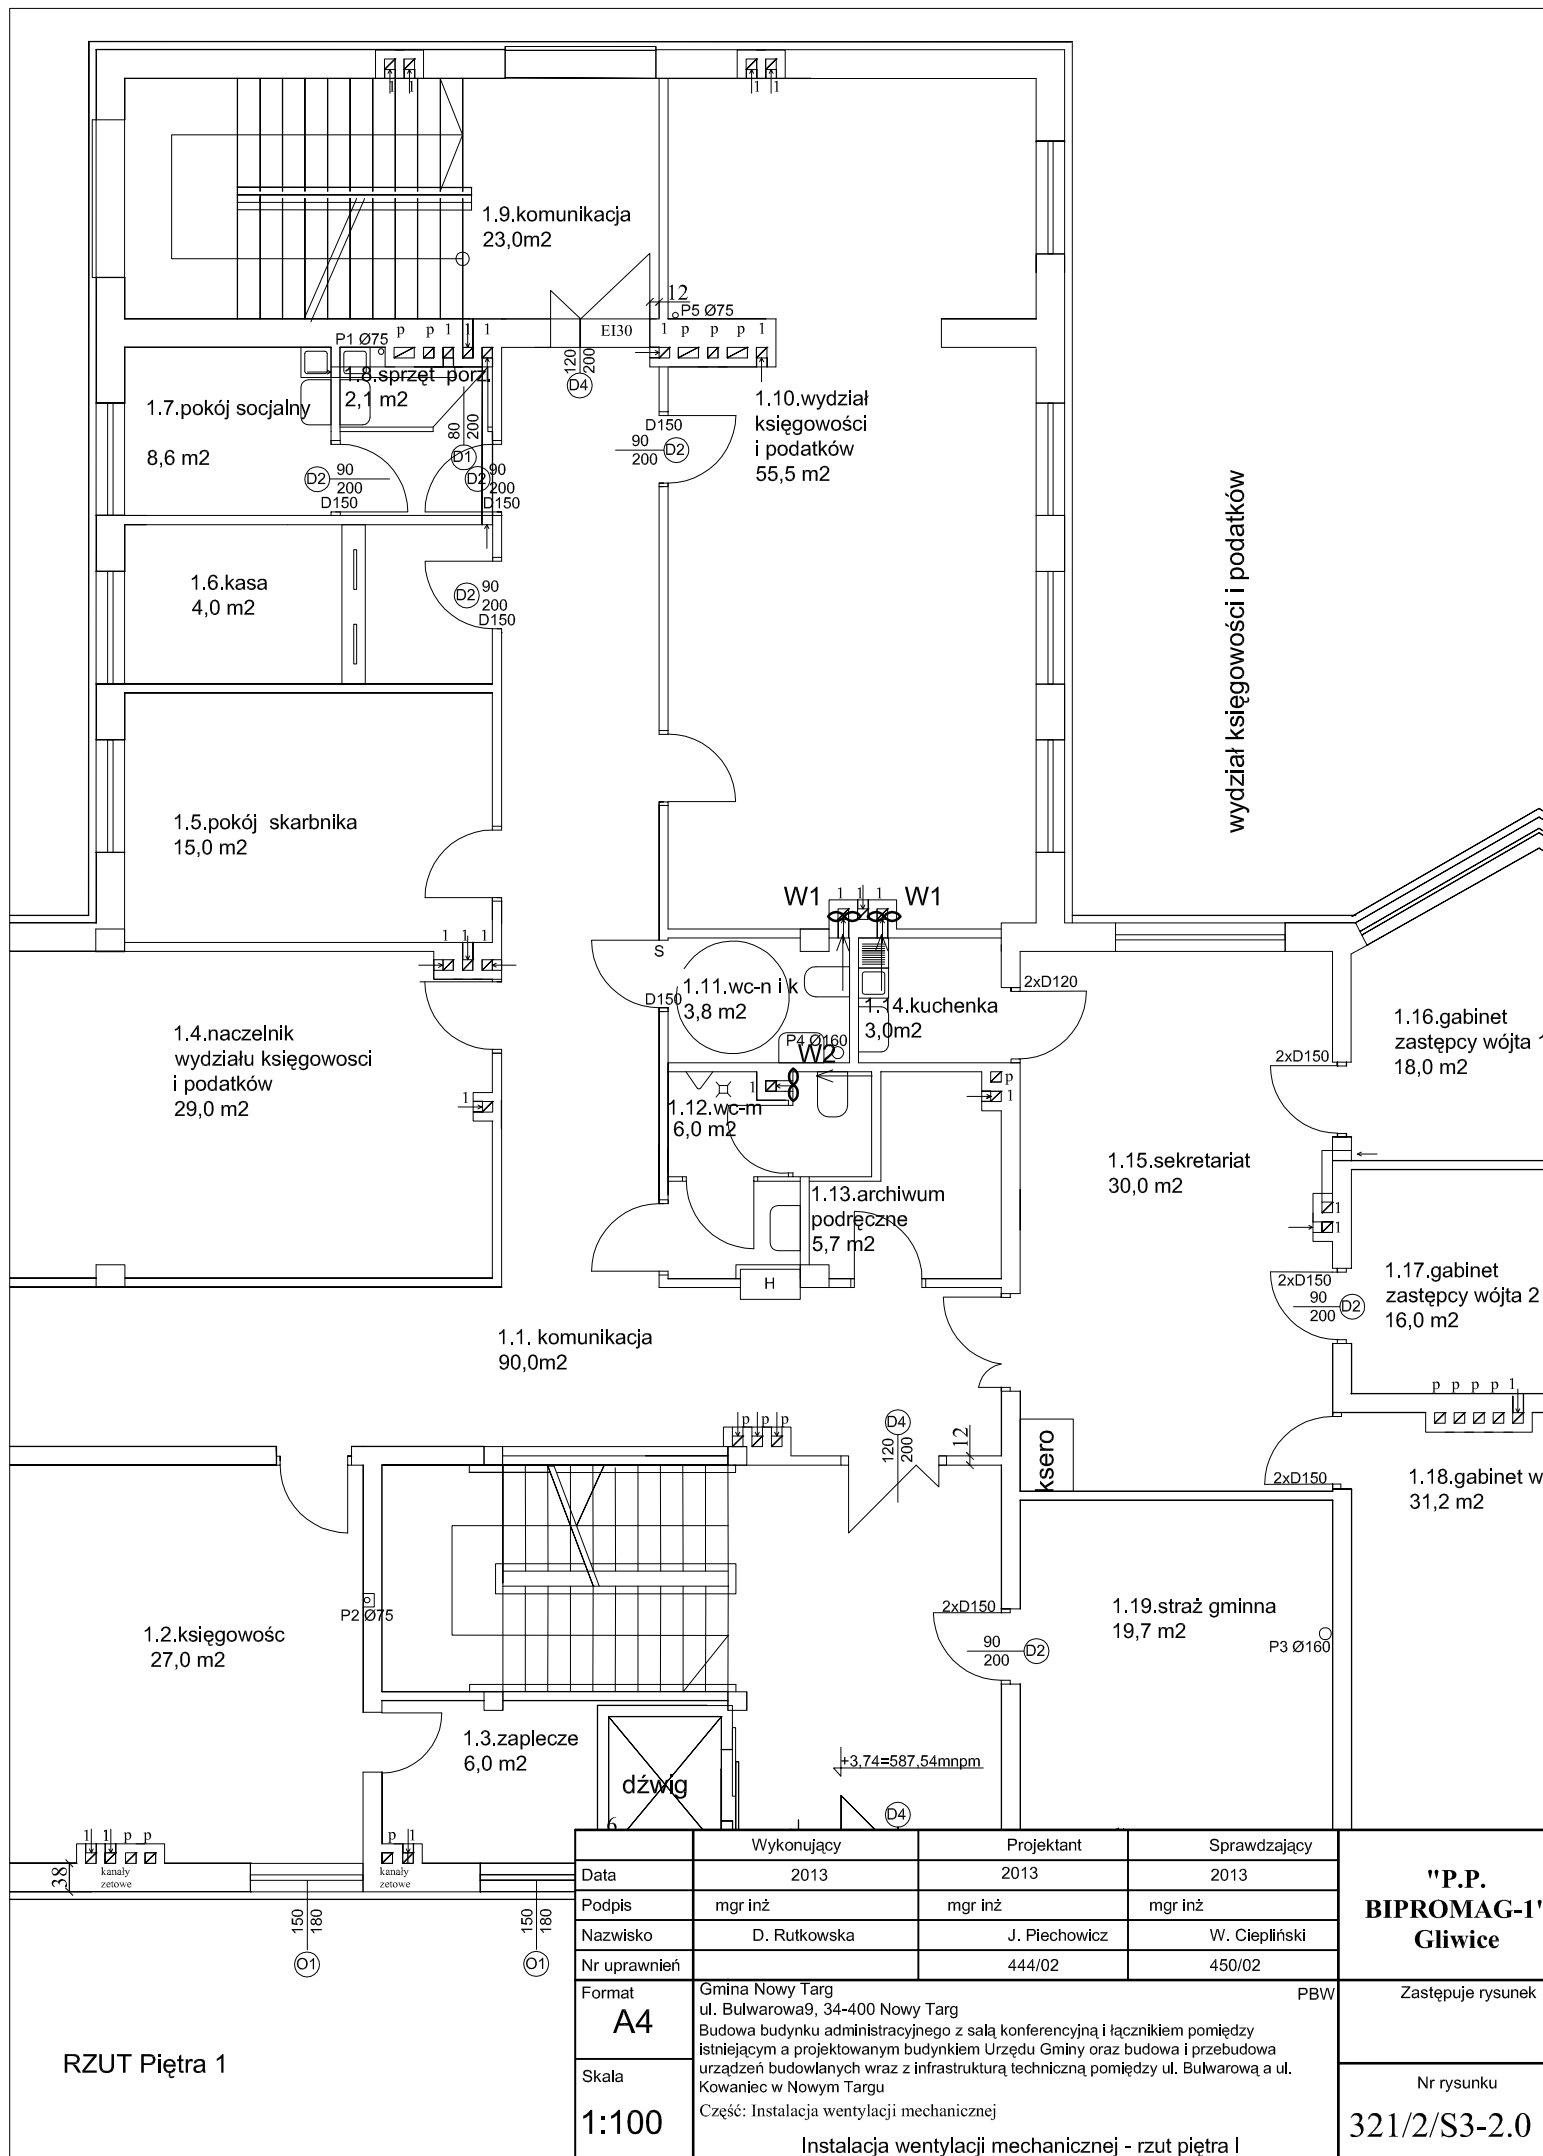 1.9.komunikacja
23,0m2
12
P5 Ø75
EI30
1 p p p 1
P1 Ø75
p p 1 1 1
120
200
D4
1.8.sprzęt porz.
2,1 m2
1.7.pokój socjalny
8,6 m2
80
200
D1
D2 90
200
D150
D2 90
200
D150
D150
90
200
D2
1.10.wydział
księgowości
i podatków
55,5 m2
wydział księgowości i podatków
1.6.kasa
4,0 m2
D2 90
200
D150
1.5.pokój skarbnika
15,0 m2
W1 1 1 1 W1
1 1 1
S
D150
1.11.wc-n i k
3,8 m2
P4 Ø160
W2
1.14.kuchenka
3,0m2
2xD120
1.4.naczelnik
wydziału księgowosci
i podatków
29,0 m2
1
1.16.gabinet
zastępcy wójta 1
18,0 m2
2xD150
1
p
1
1.12.wc-m
6,0 m2
1.13.archiwum
podręczne
5,7 m2
H
1.15.sekretariat
30,0 m2
1
1
2xD150
90
200
D2
1.17.gabinet
zastępcy wójta 2
16,0 m2
p p p p 1
1.1. komunikacja
90,0m2
p p p
D4
120
200
12
ksero
2xD150
1.18.gabinet w
31,2 m2
P2 Ø75
1.2.księgowośc
27,0 m2
2xD150
90
200
D2
1.19.straż gminna
19,7 m2
P3 Ø160
1.3.zaplecze
6,0 m2
dźwig
+3,74=587,54mnpm
D4
6
1 1 p p
kanały
zetowe
p 1
kanały
zetowe
38
150
180
O1
150
180
O1
RZUT Piętra 1
Wykonujący Projektant Sprawdzający
Data 2013 2013 2013
Podpis mgr inż mgr inż mgr inż
Nazwisko D. Rutkowska J. Piechowicz W. Ciepliński
Nr uprawnień 444/02 450/02
"P.P.
BIPROMAG-1"
Gliwice
Format
A4
Skala
1:100
Gmina Nowy Targ PBW
ul. Bulwarowa9, 34-400 Nowy Targ
Budowa budynku administracyjnego z salą konferencyjną i łącznikiem pomiędzy
istniejącym a projektowanym budynkiem Urzędu Gminy oraz budowa i przebudowa
urządzeń budowlanych wraz z infrastrukturą techniczną pomiędzy ul. Bulwarową a ul.
Kowaniec w Nowym Targu
Część: Instalacja wentylacji mechanicznej
Instalacja wentylacji mechanicznej - rzut piętra I
Zastępuje rysunek
Nr rysunku
321/2/S3-2.0